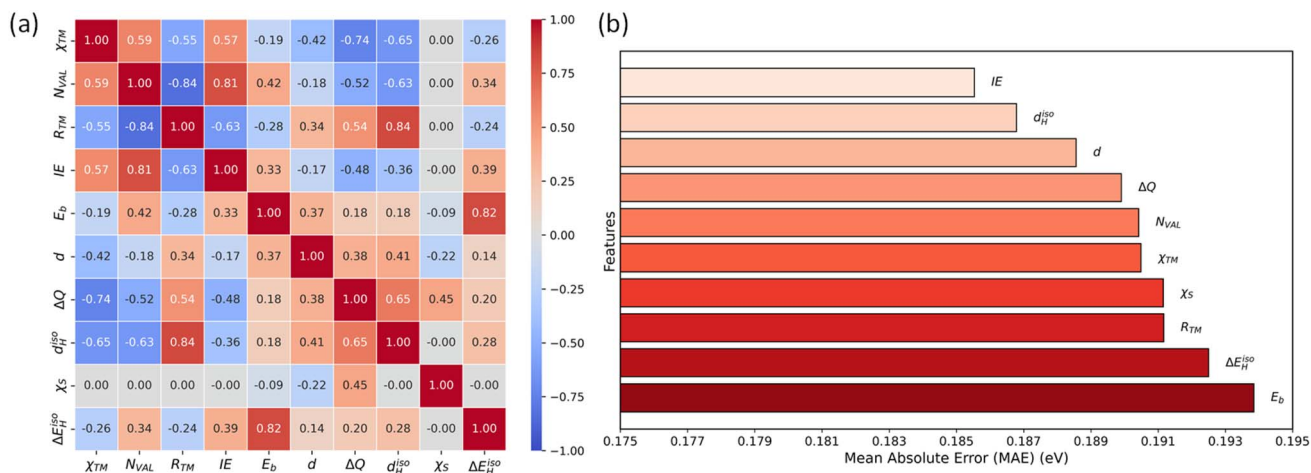 (a)
χTM 1.00 0.59 -0.55 0.57 -0.19 -0.42 -0.74 -0.65 0.00 -0.26
NVAL 0.59 1.00 -0.84 0.81 0.42 -0.18 -0.52 -0.63 0.00 0.34
RTM -0.55 -0.84 1.00 -0.63 -0.28 0.34 0.54 0.84 0.00 -0.24
IE 0.57 0.81 -0.63 1.00 0.33 -0.17 -0.48 -0.36 -0.00 0.39
Eb -0.19 0.42 -0.28 0.33 1.00 0.37 0.18 0.18 -0.09 0.82
d -0.42 -0.18 0.34 -0.17 0.37 1.00 0.38 0.41 -0.22 0.14
ΔQ -0.74 -0.52 0.54 -0.48 0.18 0.38 1.00 0.65 0.45 0.20
dHiso -0.65 -0.63 0.84 -0.36 0.18 0.41 0.65 1.00 -0.00 0.28
χS 0.00 0.00 0.00 -0.00 -0.09 -0.22 0.45 -0.00 1.00 -0.00
ΔEHiso -0.26 0.34 -0.24 0.39 0.82 0.14 0.20 0.28 -0.00 1.00
χTM NVAL RTM IE Eb d ΔQ dHiso χS ΔEHiso
1.00
0.75
0.50
0.25
0.00
−0.25
−0.50
−0.75
−1.00
(b)
Features
IE
dHiso
d
ΔQ
NVAL
χTM
χS
RTM
ΔEHiso
Eb
0.175 0.177 0.179 0.181 0.183 0.185 0.187 0.189 0.191 0.193 0.195
Mean Absolute Error (MAE) (eV)